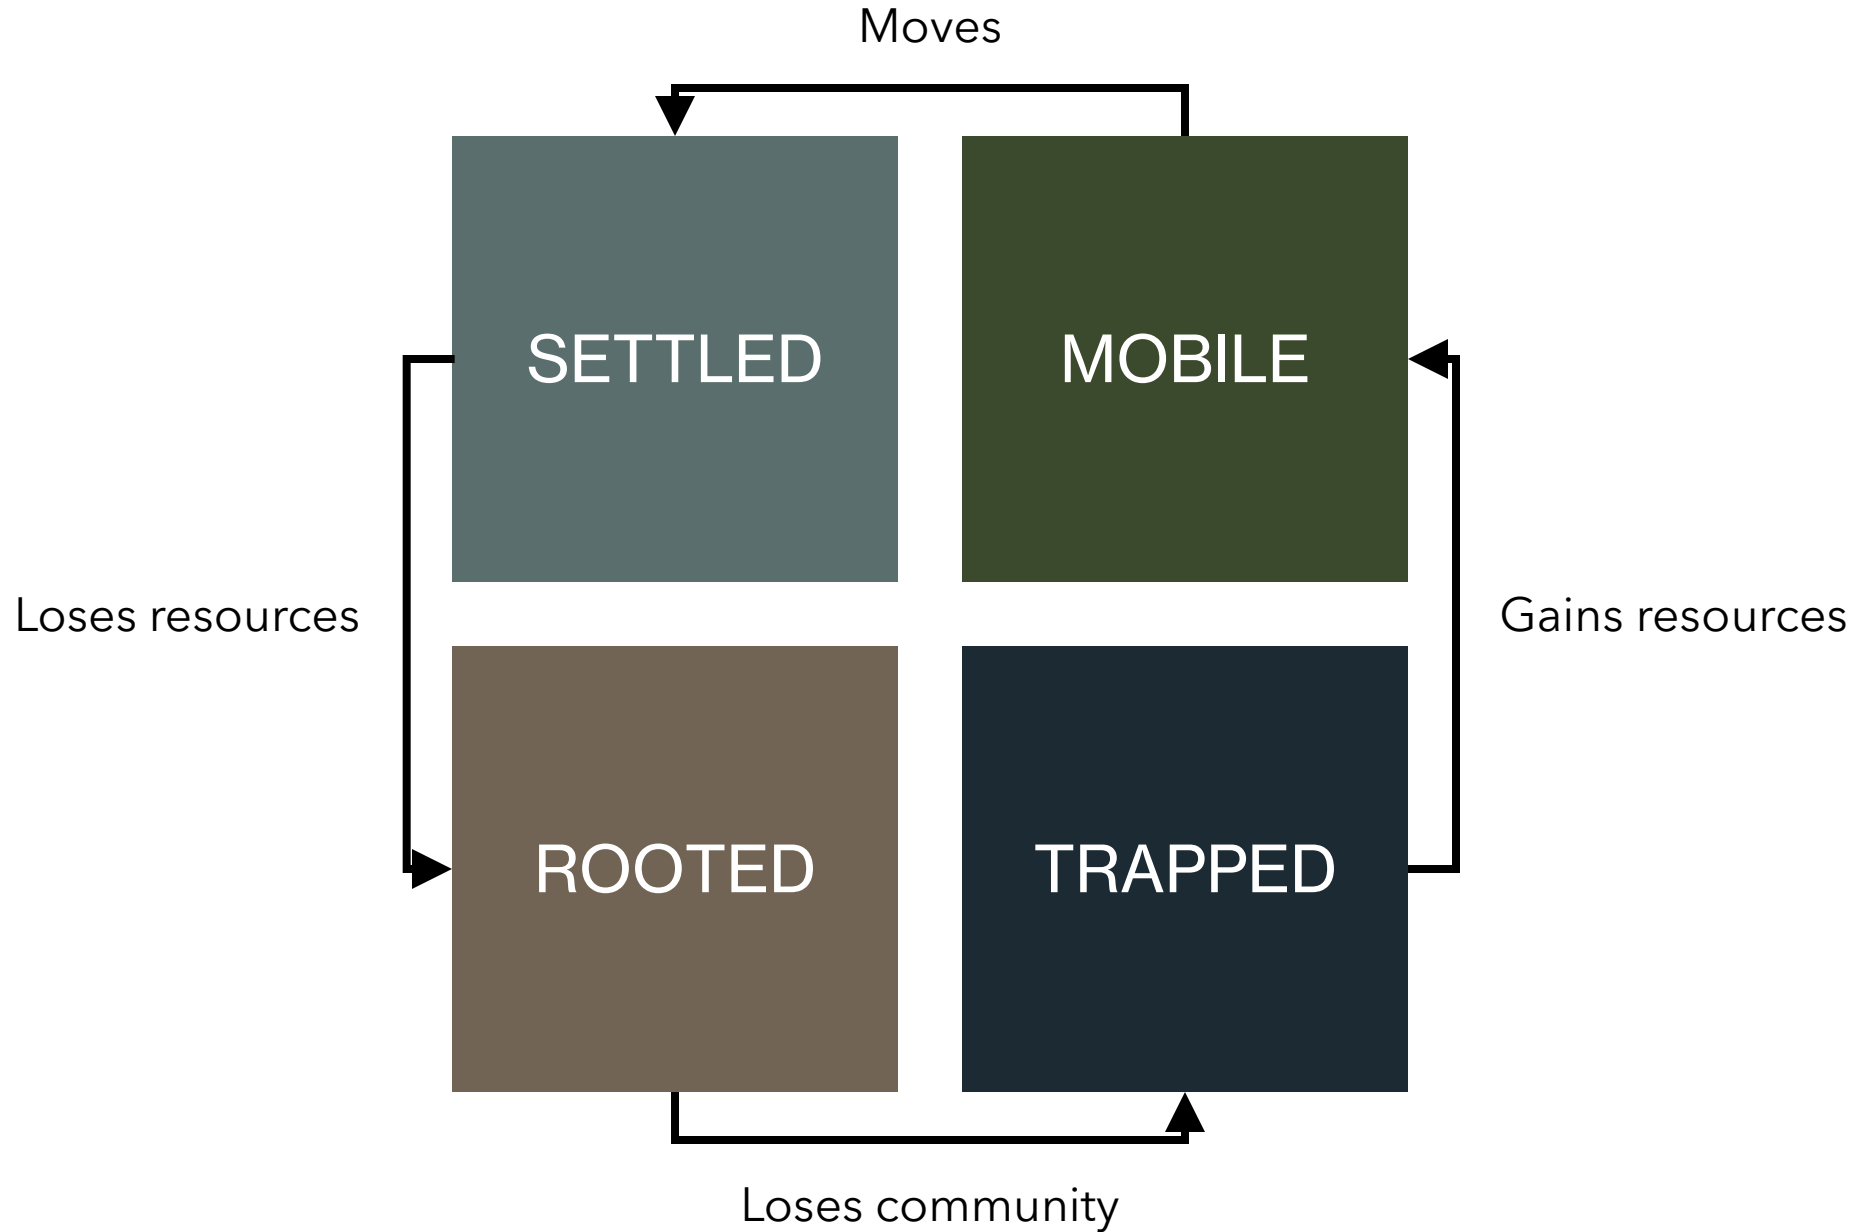 Moves
SETTLED
MOBILE
Loses resources
Gains resources
ROOTED
TRAPPED
Loses community